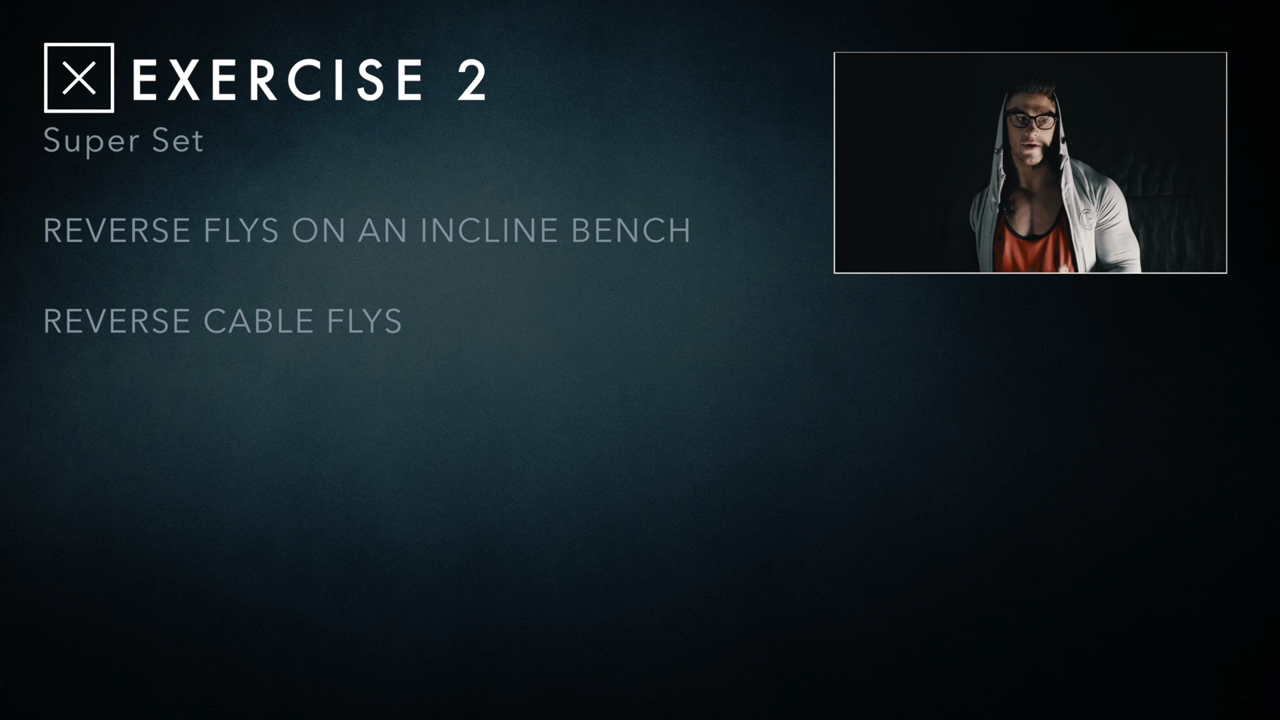 EXERCISE 2
Super Set
REVERSE FLYS ON AN INCLINE BENCH
REVERSE CABLE FLYS